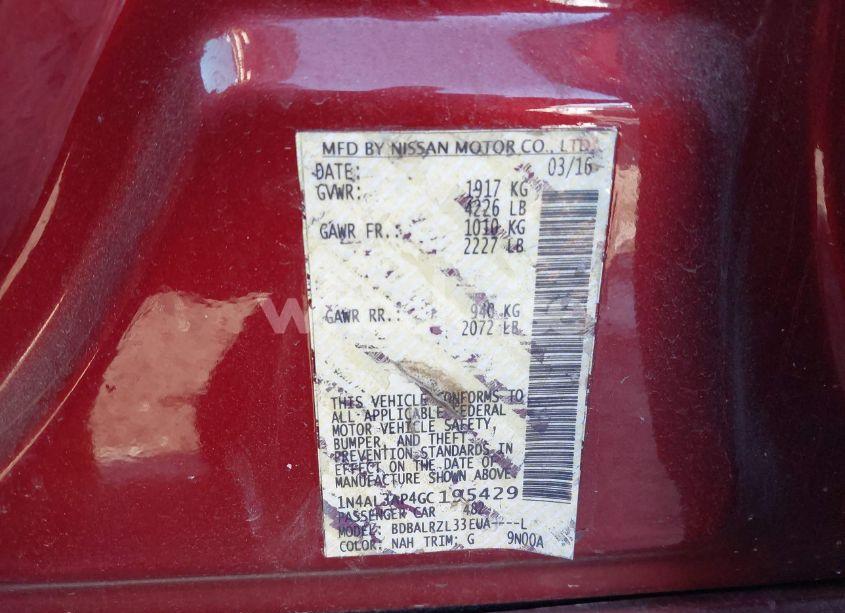 MFD BY NISSAN MOTOR CO., LTD.
DATE: 03/16
GVWR: 1917 KG
4226 LB
GAWR FR.: 1010 KG
2227 LB
GAWR RR.: 940 KG
2072 LB
THIS VEHICLE CONFORMS TO
ALL APPLICABLE FEDERAL
MOTOR VEHICLE SAFETY,
BUMPER, AND THEFT
PREVENTION STANDARDS IN
EFFECT ON THE DATE OF
MANUFACTURE SHOWN ABOVE
1N4AL3AP4GC195429
PASSENGER CAR 482
MODEL: BDBALRZL33EUA----L
COLOR: NAH TRIM: G 9N00A